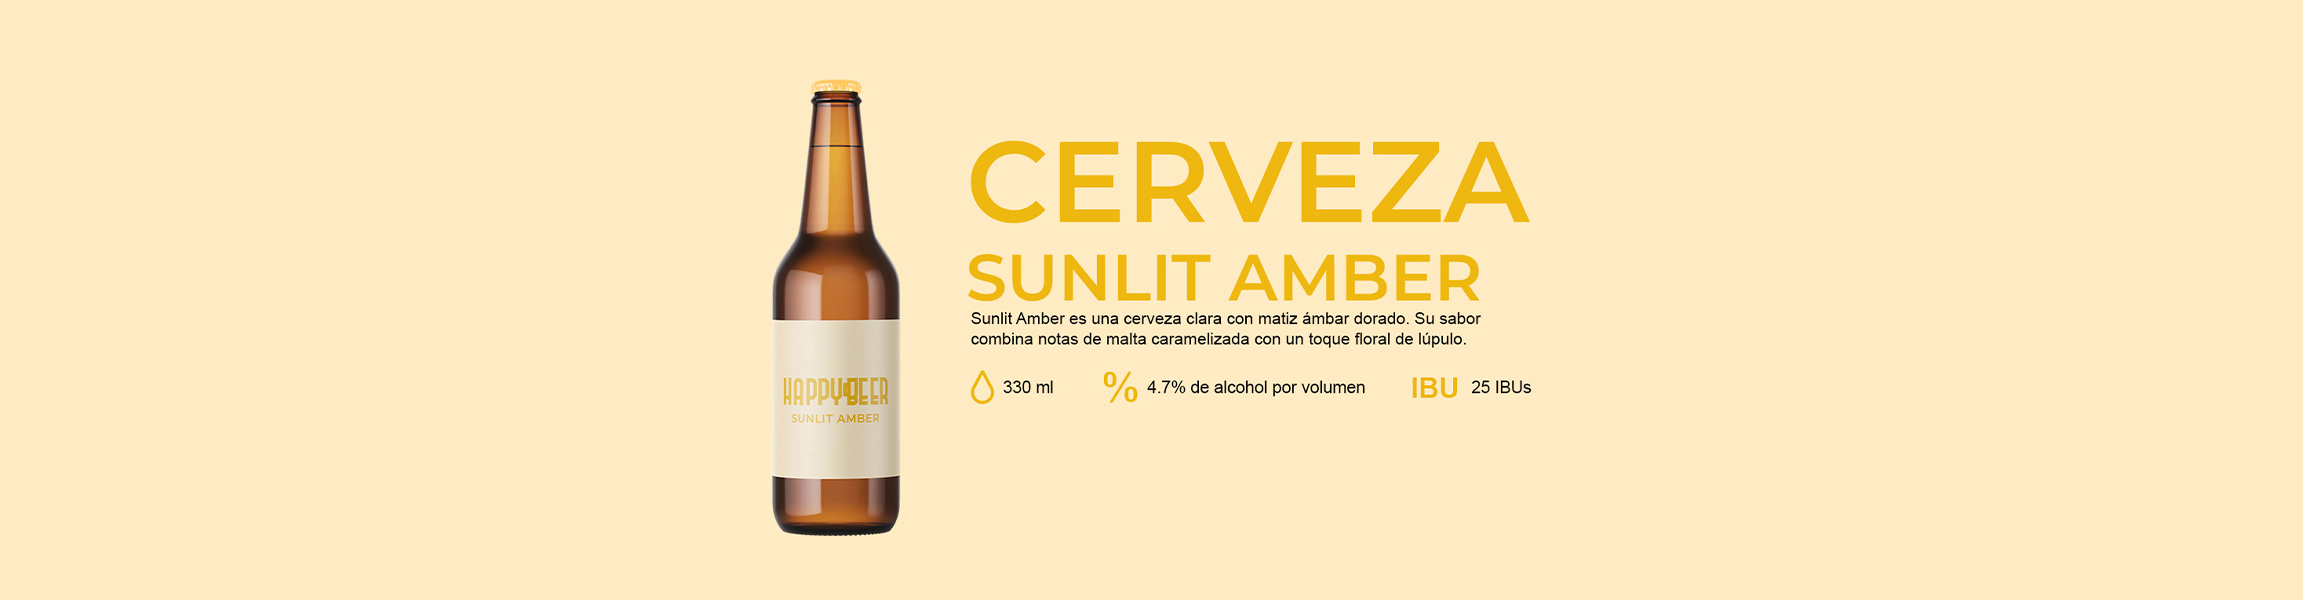 CERVEZA
SUNLIT AMBER
Sunlit Amber es una cerveza clara con matiz ámbar dorado. Su sabor
combina notas de malta caramelizada con un toque floral de lúpulo.
330 ml
% 4.7% de alcohol por volumen
IBU 25 IBUs
HAPPY BEER
SUNLIT AMBER